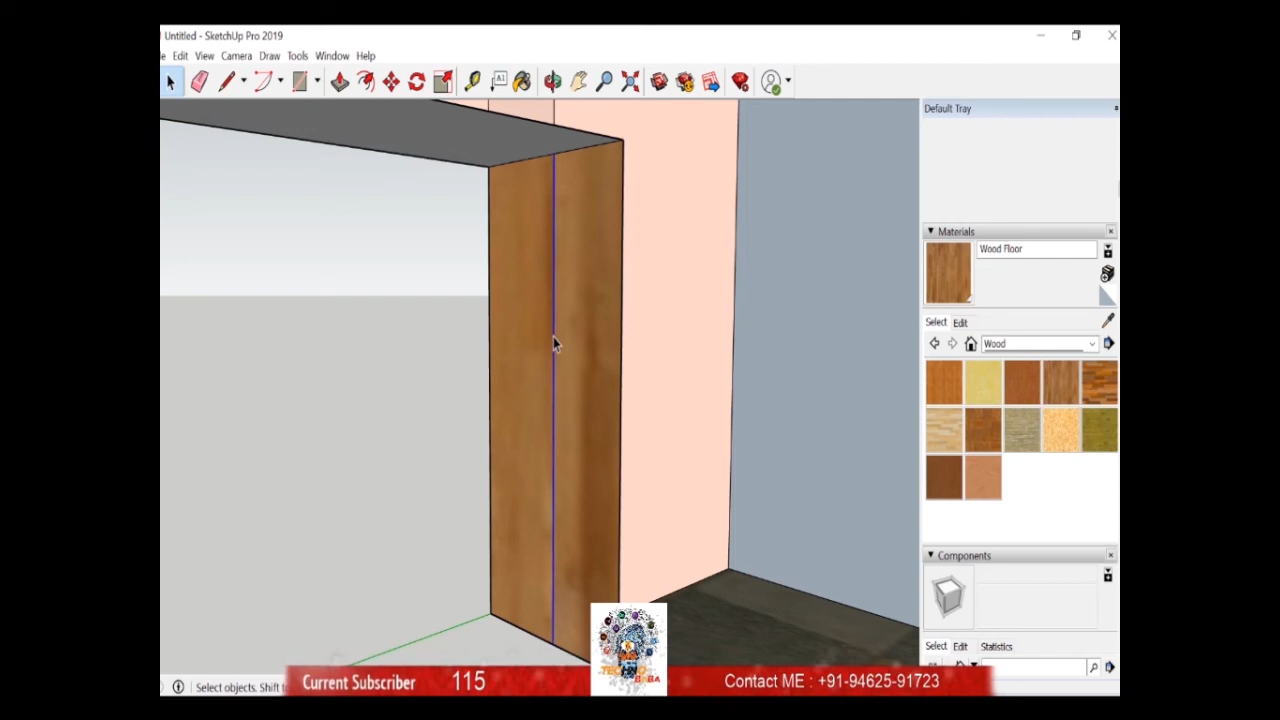 Untitled - SketchUp Pro 2019
Edit View Camera Draw Tools Window Help
A1
Default Tray
Materials
Wood Floor
Select Edit
Wood
Components
Select Edit Statistics
Select objects. Shift
Current Subscriber 115
Contact ME : +91-94625-91723